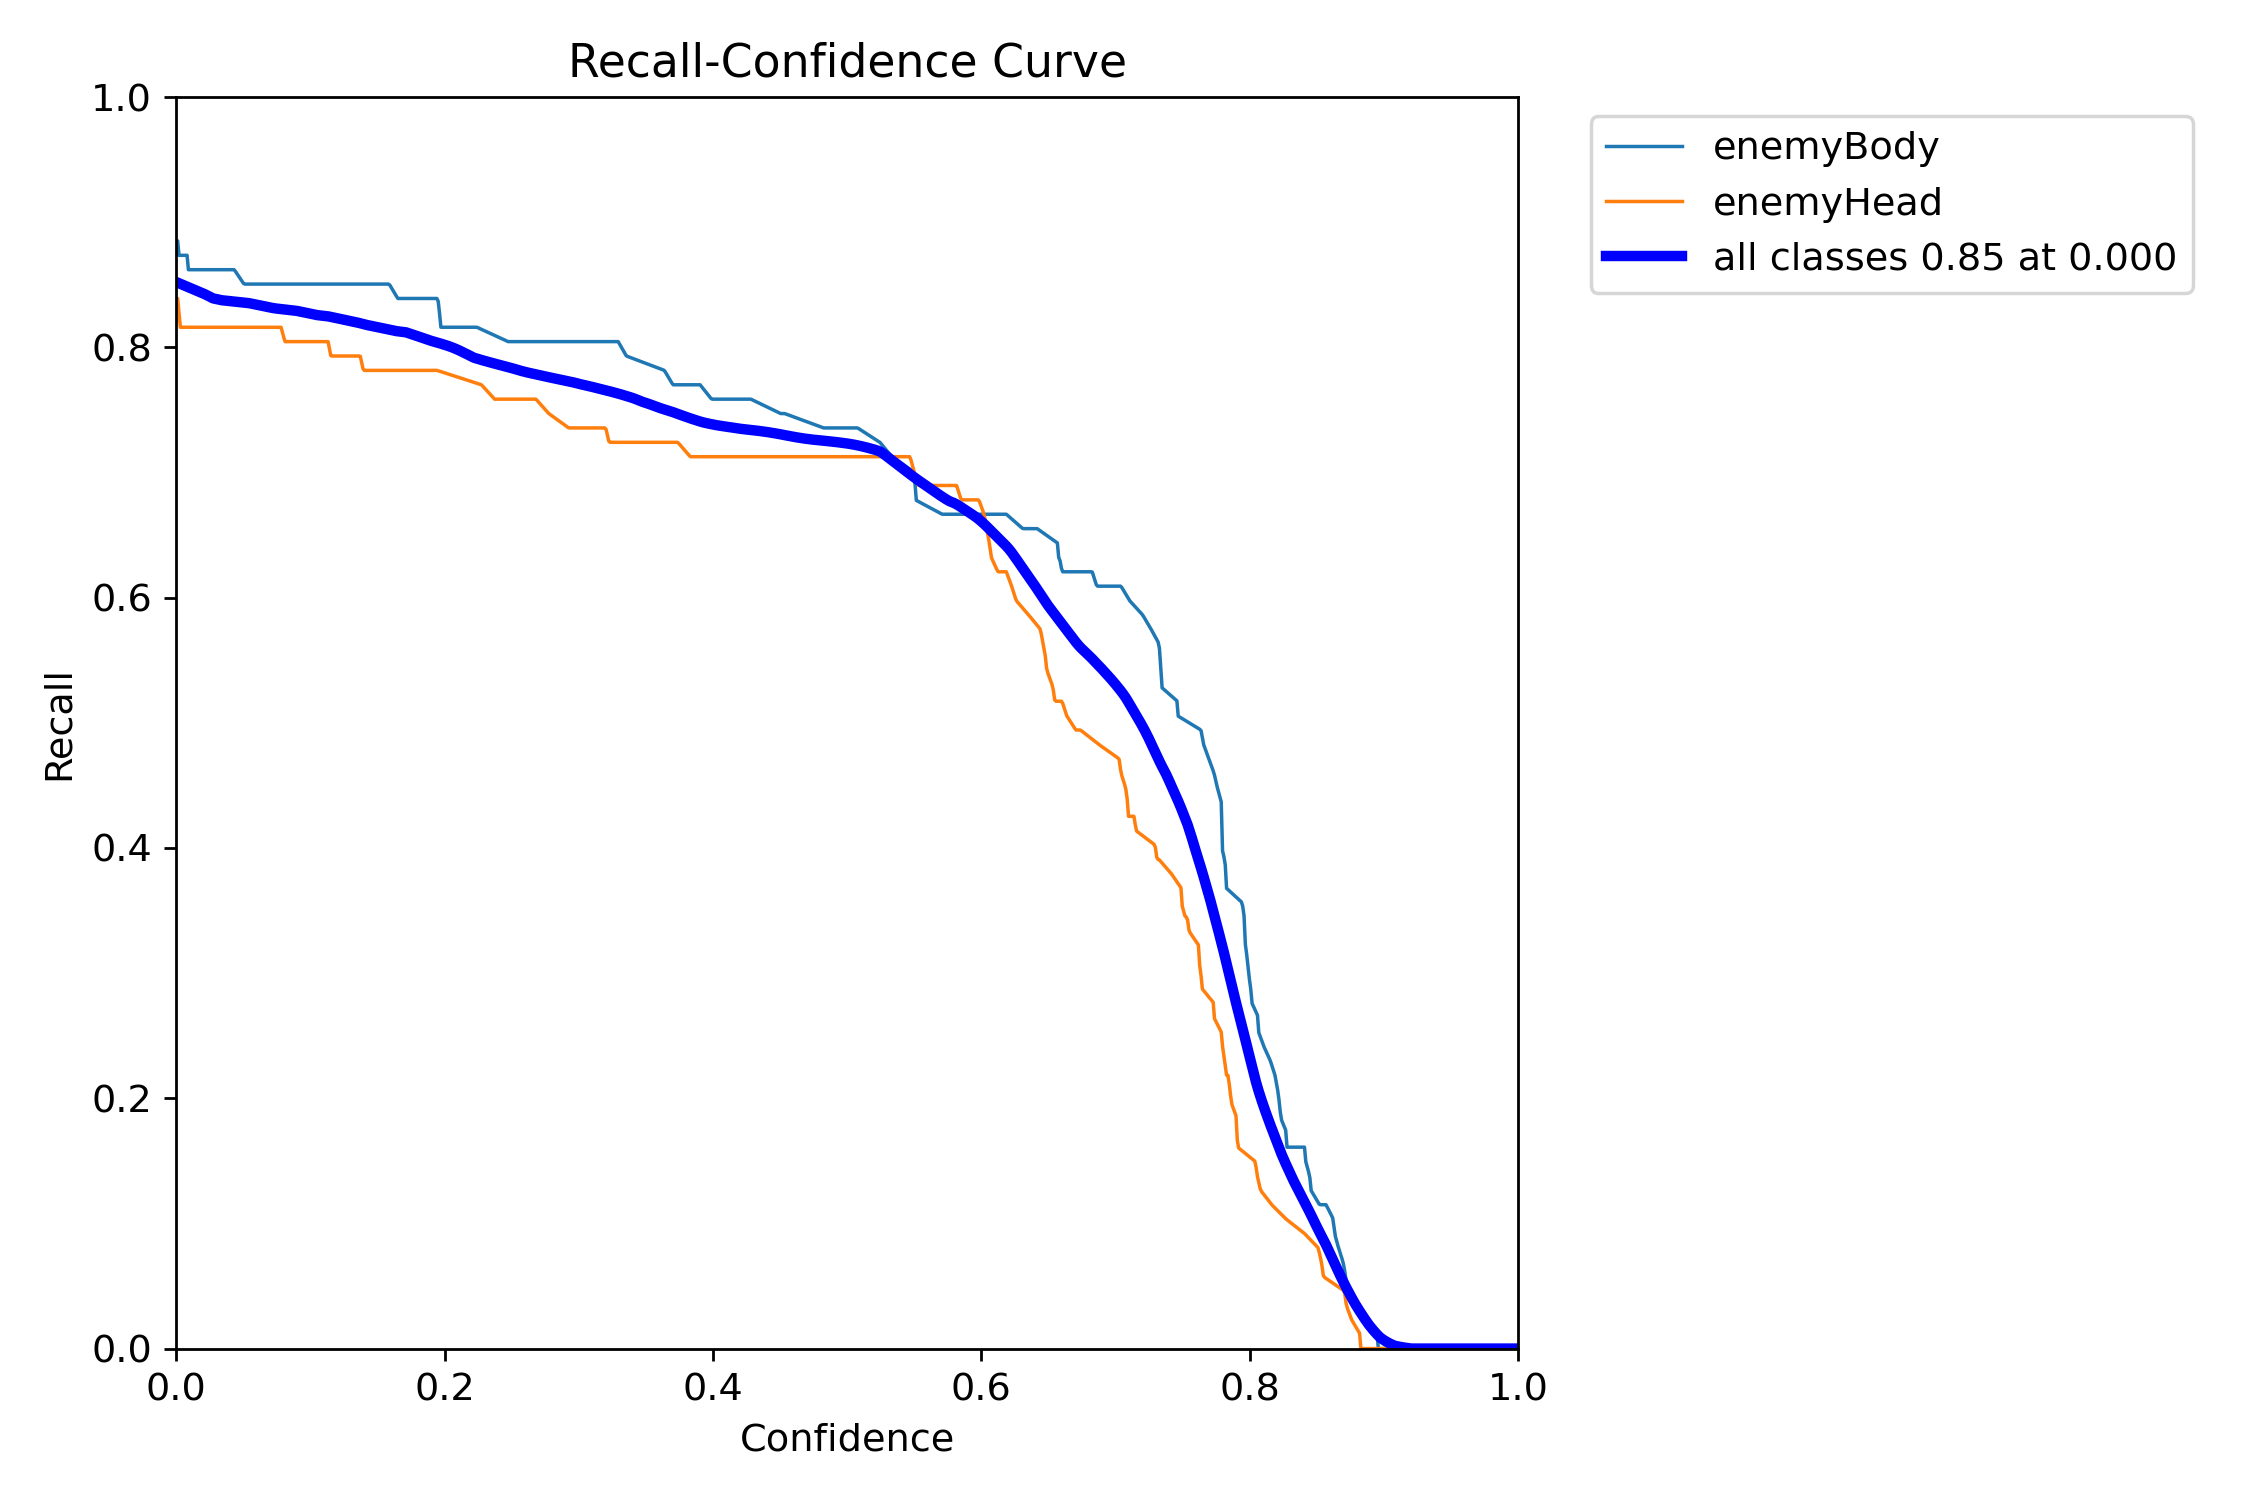 Recall-Confidence Curve
1.0
0.8
0.6
0.4
0.2
0.0
Recall
0.0 0.2 0.4 0.6 0.8 1.0
Confidence
enemyBody
enemyHead
all classes 0.85 at 0.000